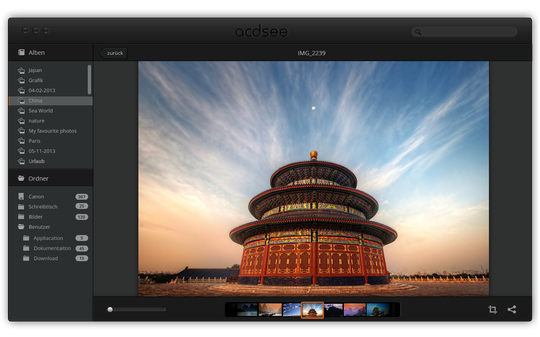 acdsee
Alben
zurück
IMG_2239
Japan
Grafik
04-02-2013
China
Sea World
nature
My favourite photos
Paris
05-11-2013
Urlaub
Ordner
Canon
Schreibtisch
Bilder
Benutzer
Appliacation
Dokumentation
Download